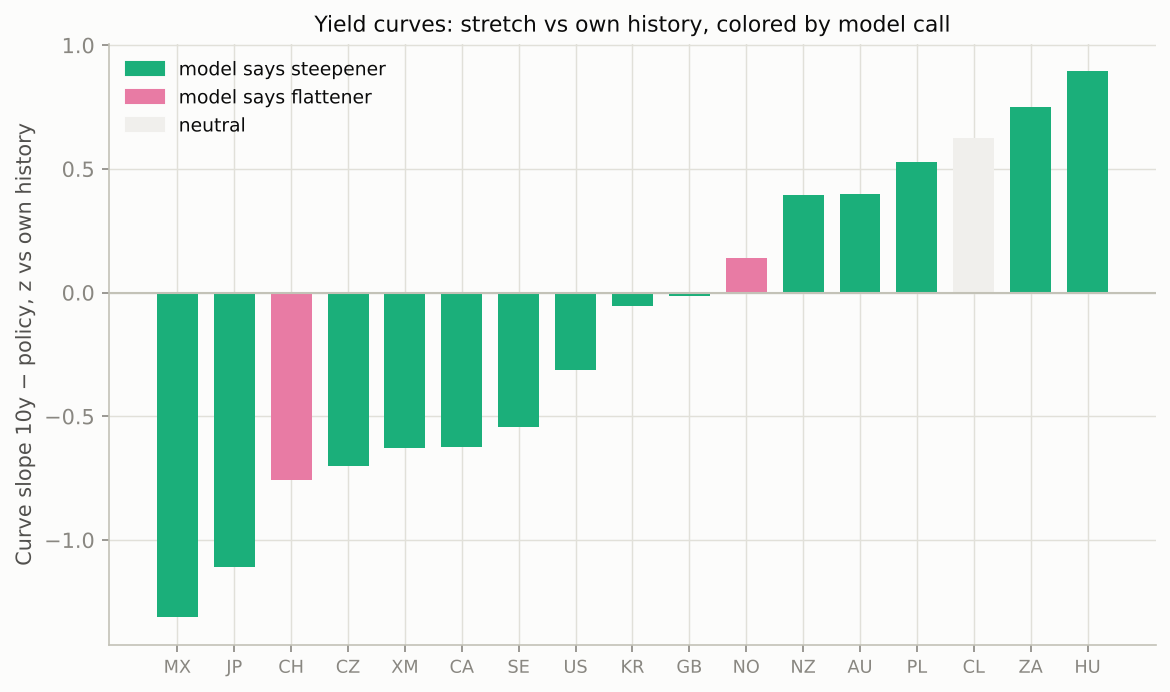 Yield curves: stretch vs own history, colored by model call
model says steepener
model says flattener
neutral
Curve slope 10y − policy, z vs own history
1.0
0.5
0.0
−0.5
−1.0
MX JP CH CZ XM CA SE US KR GB NO NZ AU PL CL ZA HU